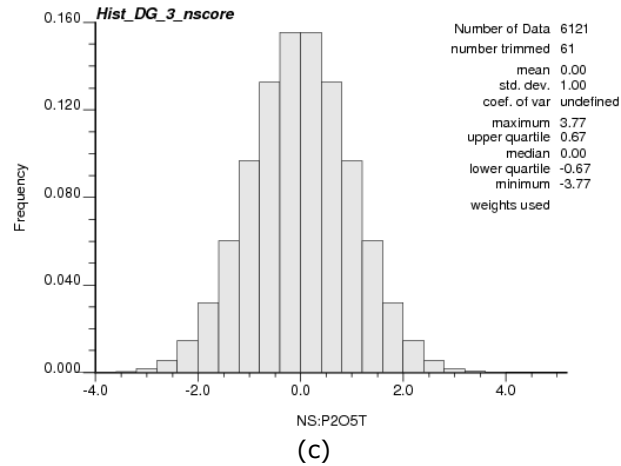 Hist_DG_3_nscore
Number of Data 6121
number trimmed 61
mean 0.00
std. dev. 1.00
coef. of var undefined
maximum 3.77
upper quartile 0.67
median 0.00
lower quartile -0.67
minimum -3.77
weights used
Frequency
0.160
0.120
0.080
0.040
0.000
-4.0 -2.0 0.0 2.0 4.0
NS:P2O5T
(c)